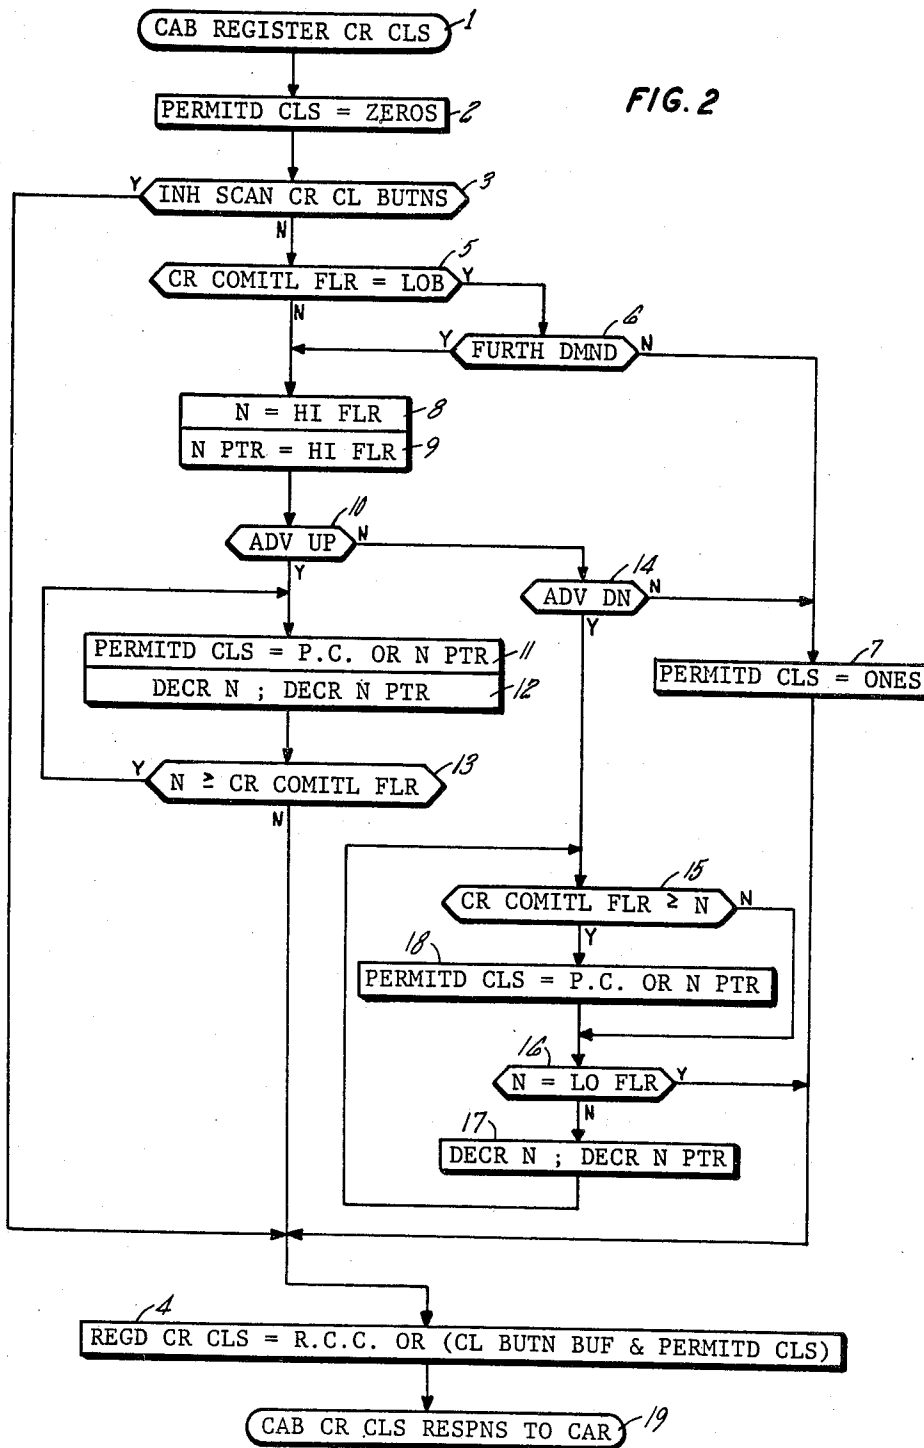 CAB REGISTER CR CLS 1
FIG. 2
PERMITD CLS = ZEROS 2
Y INH SCAN CR CL BUTNS 3
N
CR COMITL FLR = LOB 5 Y
N
Y FURTH DMND 6 N
N = HI FLR 8
N PTR = HI FLR 9
ADV UP 10 N
Y
ADV DN 14 N
Y
PERMITD CLS = P.C. OR N PTR 11
DECR N ; DECR N PTR 12
PERMITD CLS = ONES 7
Y N ≥ CR COMITL FLR 13
N
CR COMITL FLR ≥ N 15 N
Y
18 PERMITD CLS = P.C. OR N PTR
16 N = LO FLR Y
N
17 DECR N ; DECR N PTR
4 REGD CR CLS = R.C.C. OR (CL BUTN BUF & PERMITD CLS)
CAB CR CLS RESPNS TO CAR 19